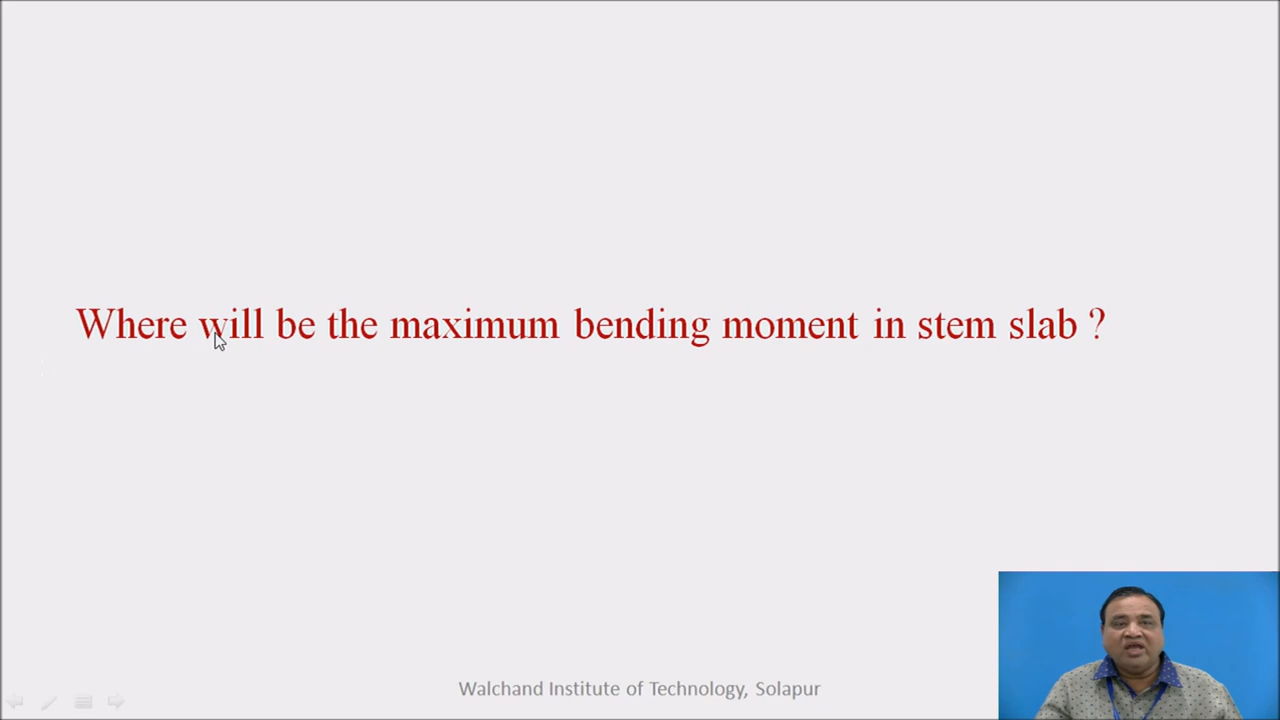 Where will be the maximum bending moment in stem slab ?
Walchand Institute of Technology, Solapur